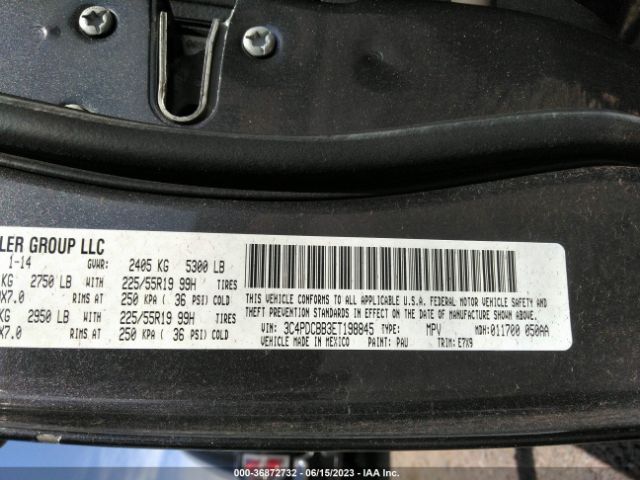 LER GROUP LLC
1-14 GVWR: 2405 KG 5300 LB
KG 2750 LB WITH 225/55R19 99H TIRES
X7.0 RIMS AT 250 KPA ( 36 PSI) COLD
KG 2950 LB WITH 225/55R19 99H TIRES
X7.0 RIMS AT 250 KPA ( 36 PSI) COLD
THIS VEHICLE CONFORMS TO ALL APPLICABLE U.S.A. FEDERAL MOTOR VEHICLE SAFETY AND
THEFT PREVENTION STANDARDS IN EFFECT ON THE DATE OF MANUFACTURE SHOWN ABOVE.
VIN: 3C4PDCBB3ET198845 TYPE: MPV MDH:011700 050AA
VEHICLE MADE IN MEXICO PAINT: PAU TRIM: E7X9
000-36872732 - 06/15/2023 - IAA Inc.